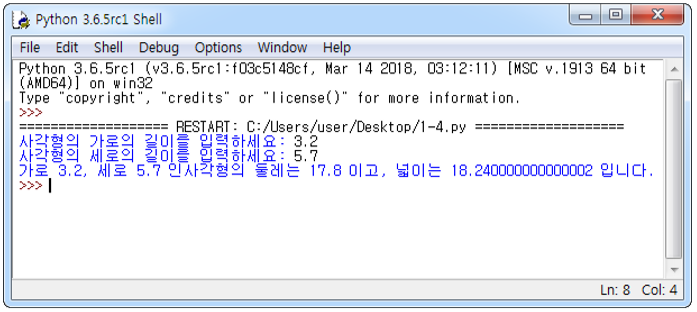 Python 3.6.5rc1 Shell
File Edit Shell Debug Options Window Help
Python 3.6.5rc1 (v3.6.5rc1:f03c5148cf, Mar 14 2018, 03:12:11) [MSC v.1913 64 bit
(AMD64)] on win32
Type "copyright", "credits" or "license()" for more information.
>>>
=================== RESTART: C:/Users/user/Desktop/1-4.py ===================
사각형의 가로의 길이를 입력하세요: 3.2
사각형의 세로의 길이를 입력하세요: 5.7
가로 3.2, 세로 5.7 인사각형의 둘레는 17.8 이고, 넓이는 18.240000000000002 입니다.
>>>
Ln: 8 Col: 4